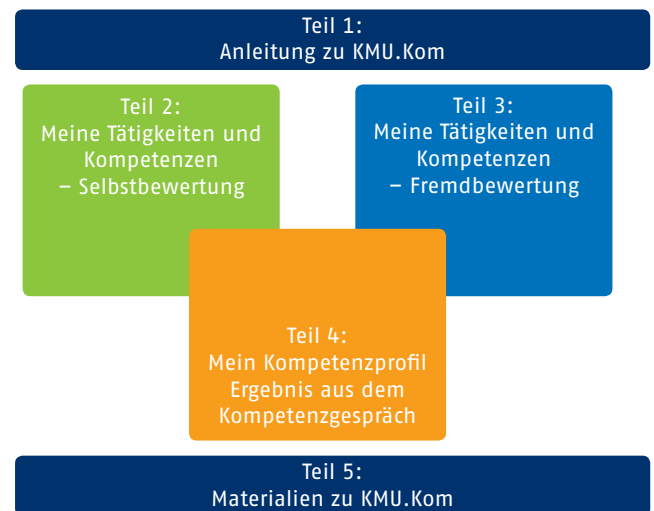 Teil 1:
Anleitung zu KMU.Kom
Teil 2:
Meine Tätigkeiten und
Kompetenzen
– Selbstbewertung
Teil 3:
Meine Tätigkeiten und
Kompetenzen
– Fremdbewertung
Teil 4:
Mein Kompetenzprofil
Ergebnis aus dem
Kompetenzgespräch
Teil 5:
Materialien zu KMU.Kom